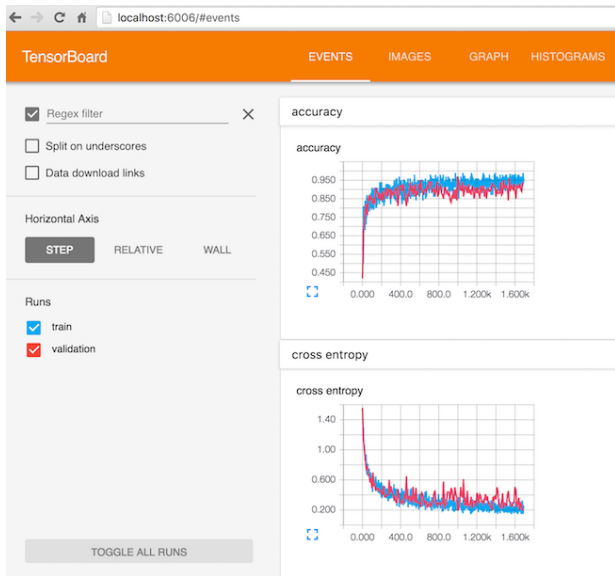 localhost:6006/#events
TensorBoard EVENTS IMAGES GRAPH HISTOGRAMS
Regex filter
Split on underscores
Data download links
Horizontal Axis
STEP RELATIVE WALL
Runs
train
validation
TOGGLE ALL RUNS
accuracy
accuracy
0.950
0.850
0.750
0.650
0.550
0.450
0.000 400.0 800.0 1.200k 1.600k
cross entropy
cross entropy
1.40
1.00
0.600
0.200
0.000 400.0 800.0 1.200k 1.600k